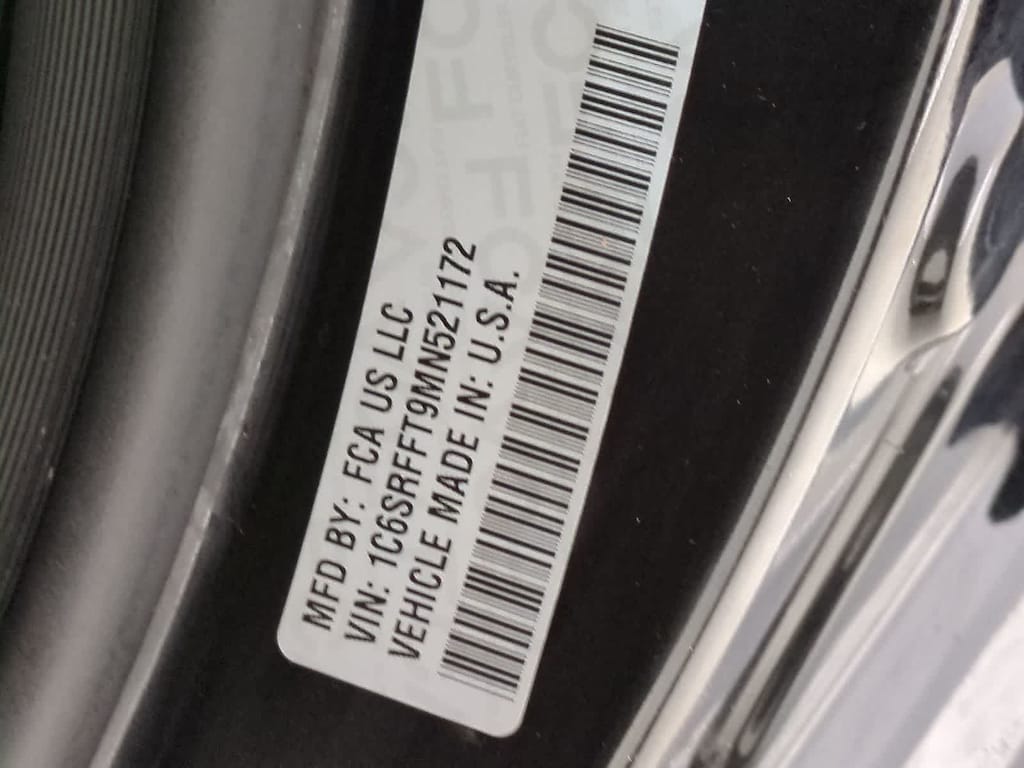 MFD BY: FCA US LLC
VIN: 1C6SRFFT9MN521172
VEHICLE MADE IN: U.S.A.